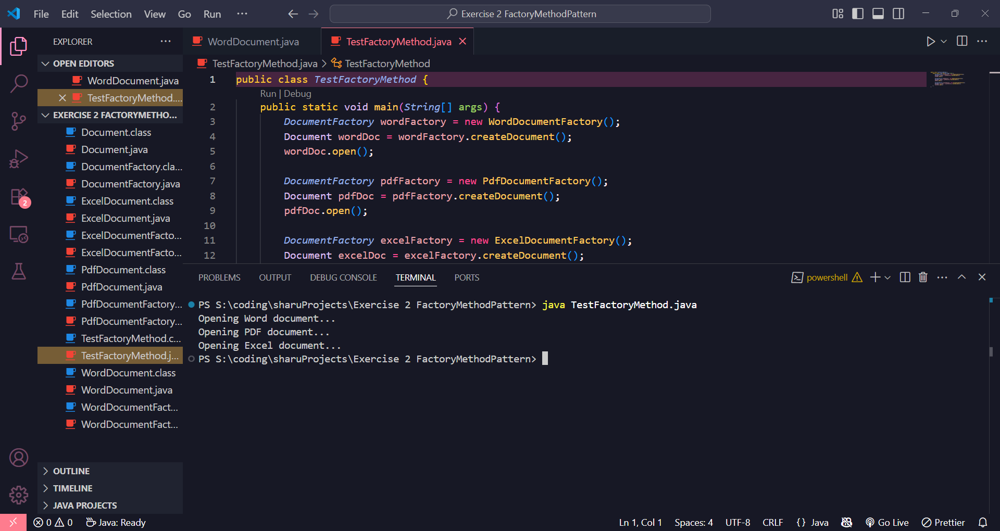 File Edit Selection View Go Run ··· Exercise 2 FactoryMethodPattern
EXPLORER
OPEN EDITORS
WordDocument.java
TestFactoryMethod....
EXERCISE 2 FACTORYMETHO...
Document.class
Document.java
DocumentFactory.cla...
DocumentFactory.java
ExcelDocument.class
ExcelDocument.java
ExcelDocumentFacto...
ExcelDocumentFacto...
PdfDocument.class
PdfDocument.java
PdfDocumentFactory...
PdfDocumentFactory...
TestFactoryMethod.c...
TestFactoryMethod.j...
WordDocument.class
WordDocument.java
WordDocumentFact...
WordDocumentFact...
OUTLINE
TIMELINE
JAVA PROJECTS
2
WordDocument.java TestFactoryMethod.java
TestFactoryMethod.java > TestFactoryMethod
1 public class TestFactoryMethod {
Run | Debug
2 public static void main(String[] args) {
3 DocumentFactory wordFactory = new WordDocumentFactory();
4 Document wordDoc = wordFactory.createDocument();
5 wordDoc.open();
6
7 DocumentFactory pdfFactory = new PdfDocumentFactory();
8 Document pdfDoc = pdfFactory.createDocument();
9 pdfDoc.open();
10
11 DocumentFactory excelFactory = new ExcelDocumentFactory();
12 Document excelDoc = excelFactory.createDocument();
PROBLEMS OUTPUT DEBUG CONSOLE TERMINAL PORTS powershell
PS S:\coding\sharuProjects\Exercise 2 FactoryMethodPattern> java TestFactoryMethod.java
Opening Word document...
Opening PDF document...
Opening Excel document...
PS S:\coding\sharuProjects\Exercise 2 FactoryMethodPattern>
0 0 Java: Ready Ln 1, Col 1 Spaces: 4 UTF-8 CRLF {} Java Go Live Prettier